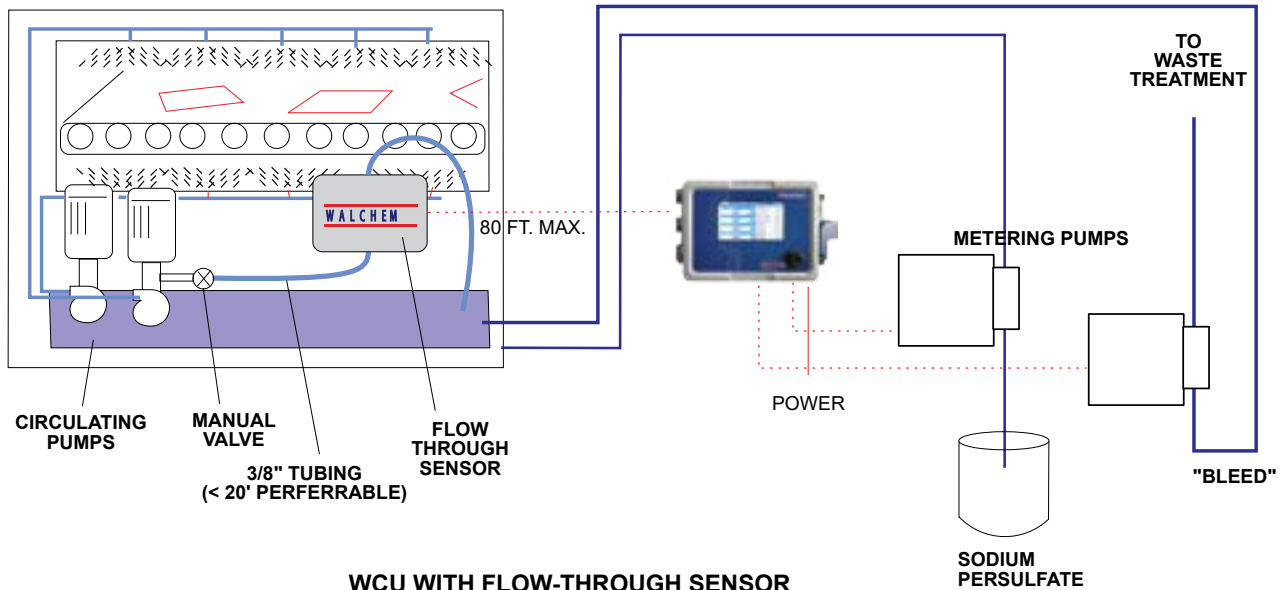 TO
WASTE
TREATMENT
WALCHEM
80 FT. MAX.
METERING PUMPS
POWER
CIRCULATING
PUMPS
MANUAL
VALVE
FLOW
THROUGH
SENSOR
3/8" TUBING
(< 20' PERFERRABLE)
"BLEED"
SODIUM
PERSULFATE
WCU WITH FLOW-THROUGH SENSOR